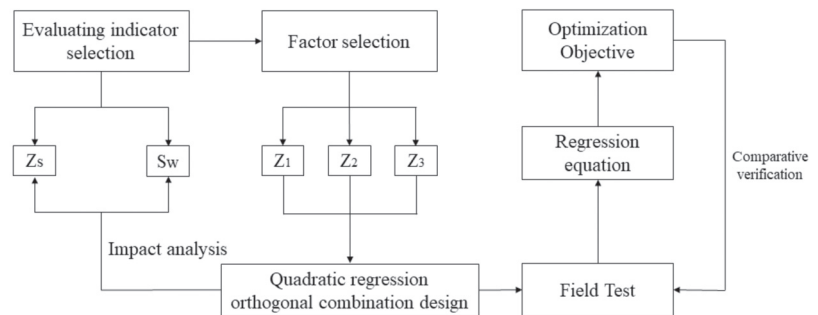 Evaluating indicator
selection
Factor selection
Optimization
Objective
Zs
Sw
Z1
Z2
Z3
Regression
equation
Comparative
verification
Impact analysis
Quadratic regression
orthogonal combination design
Field Test